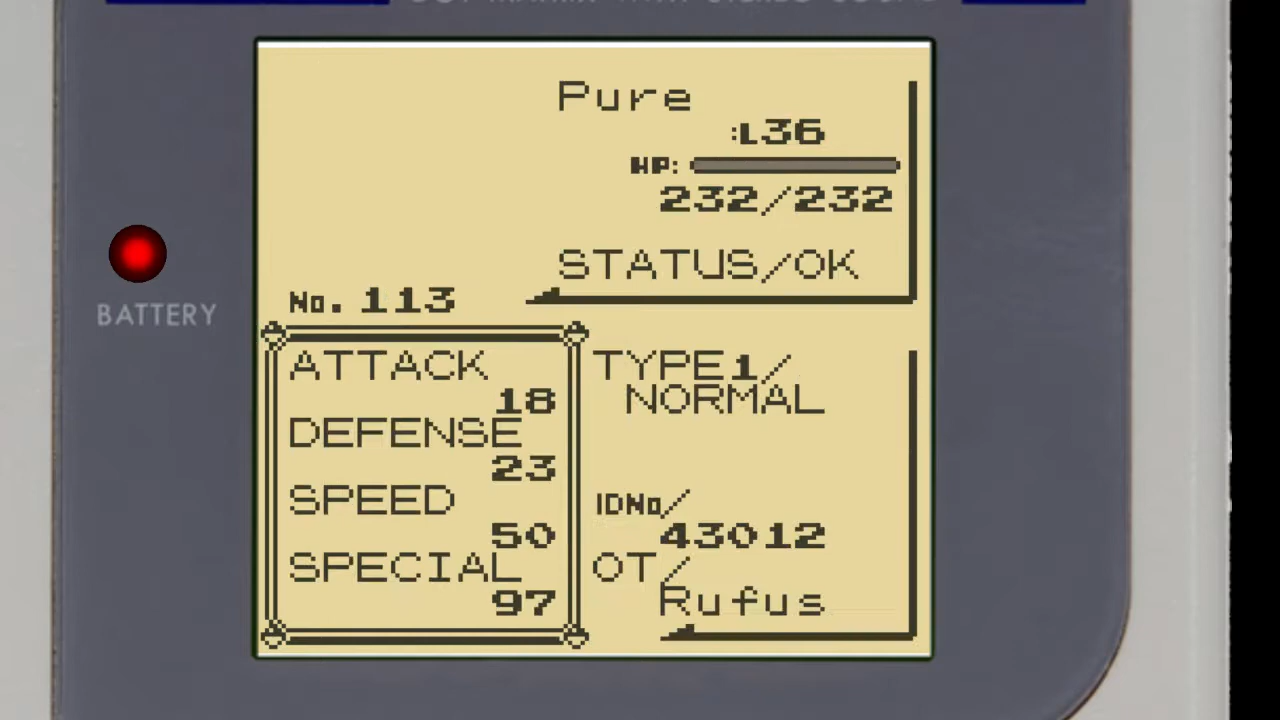 Pure
:L36
HP:
232/232
STATUS/OK
No.113
BATTERY
ATTACK
18
DEFENSE
23
SPEED
50
SPECIAL
97
TYPE1/
NORMAL
IDNo/
43012
OT/
Rufus